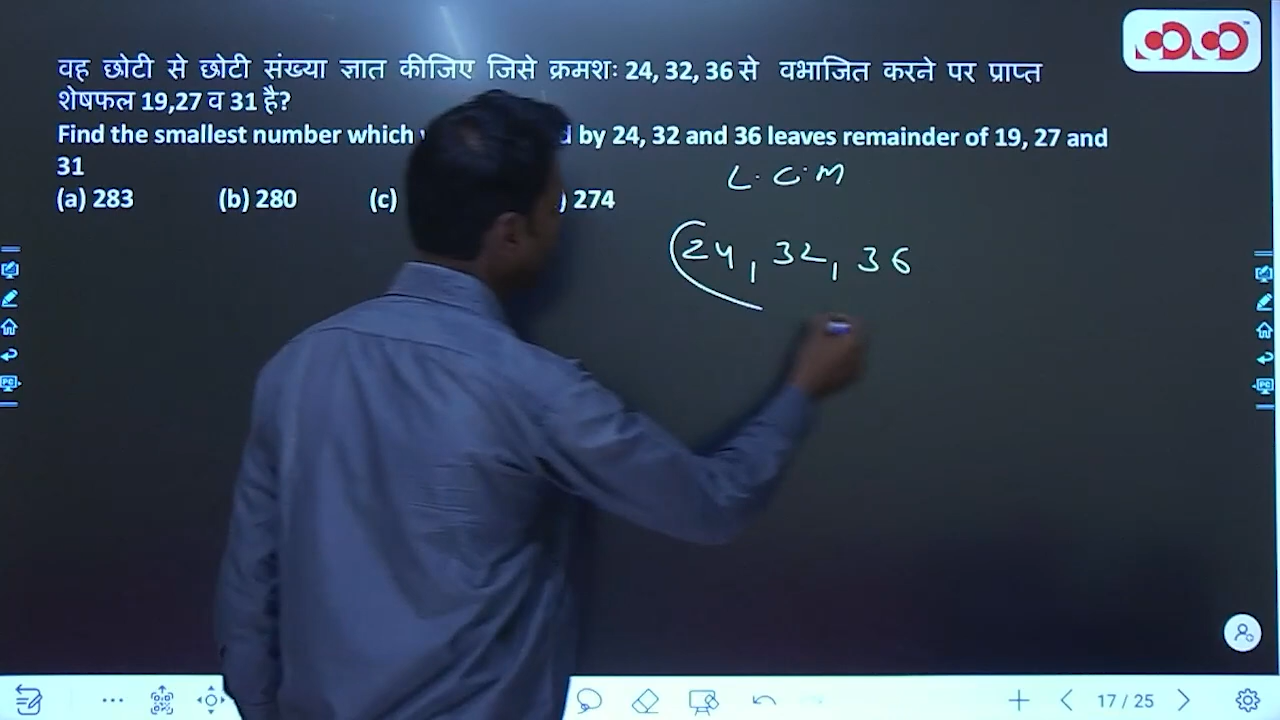 वह छोटी से छोटी संख्या ज्ञात कीजिए जिसे क्रमशः 24, 32, 36 से वभाजित करने पर प्राप्त
शेषफल 19,27 व 31 है?
Find the smallest number which by 24, 32 and 36 leaves remainder of 19, 27 and
31
(a) 283 (b) 280 (c) ) 274
L.C.M
24, 32, 36
17 / 25